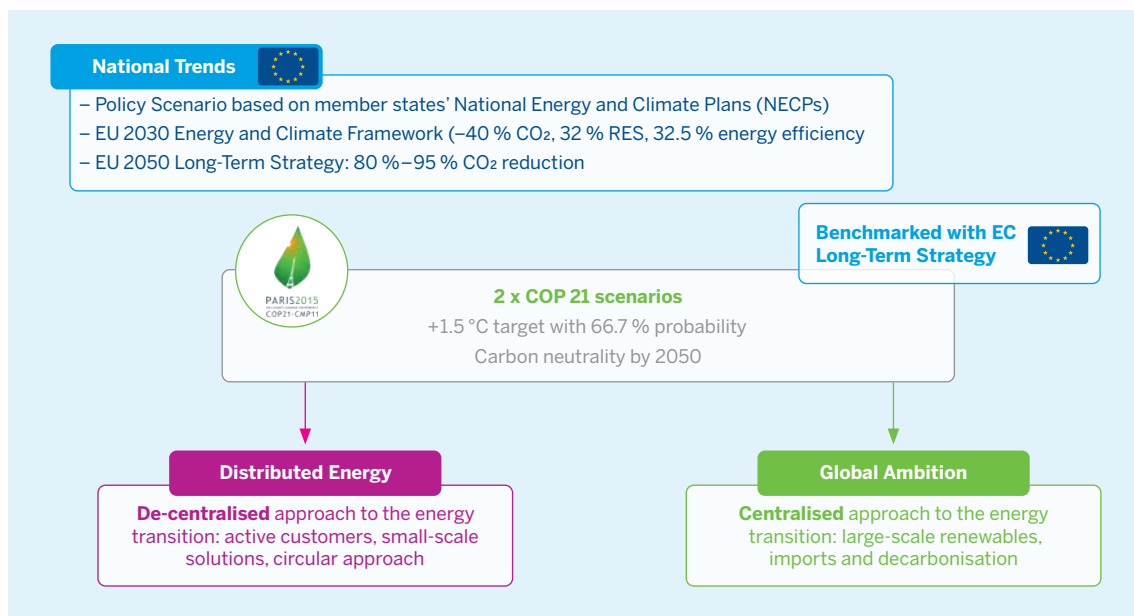 National Trends
– Policy Scenario based on member states’ National Energy and Climate Plans (NECPs)
– EU 2030 Energy and Climate Framework (–40 % CO₂, 32 % RES, 32.5 % energy efficiency
– EU 2050 Long-Term Strategy: 80 % – 95 % CO₂ reduction
Benchmarked with EC
Long-Term Strategy
PARIS2015
COP21·CMP11
2 x COP 21 scenarios
+1.5 °C target with 66.7 % probability
Carbon neutrality by 2050
Distributed Energy
De-centralised approach to the energy
transition: active customers, small-scale
solutions, circular approach
Global Ambition
Centralised approach to the energy
transition: large-scale renewables,
imports and decarbonisation